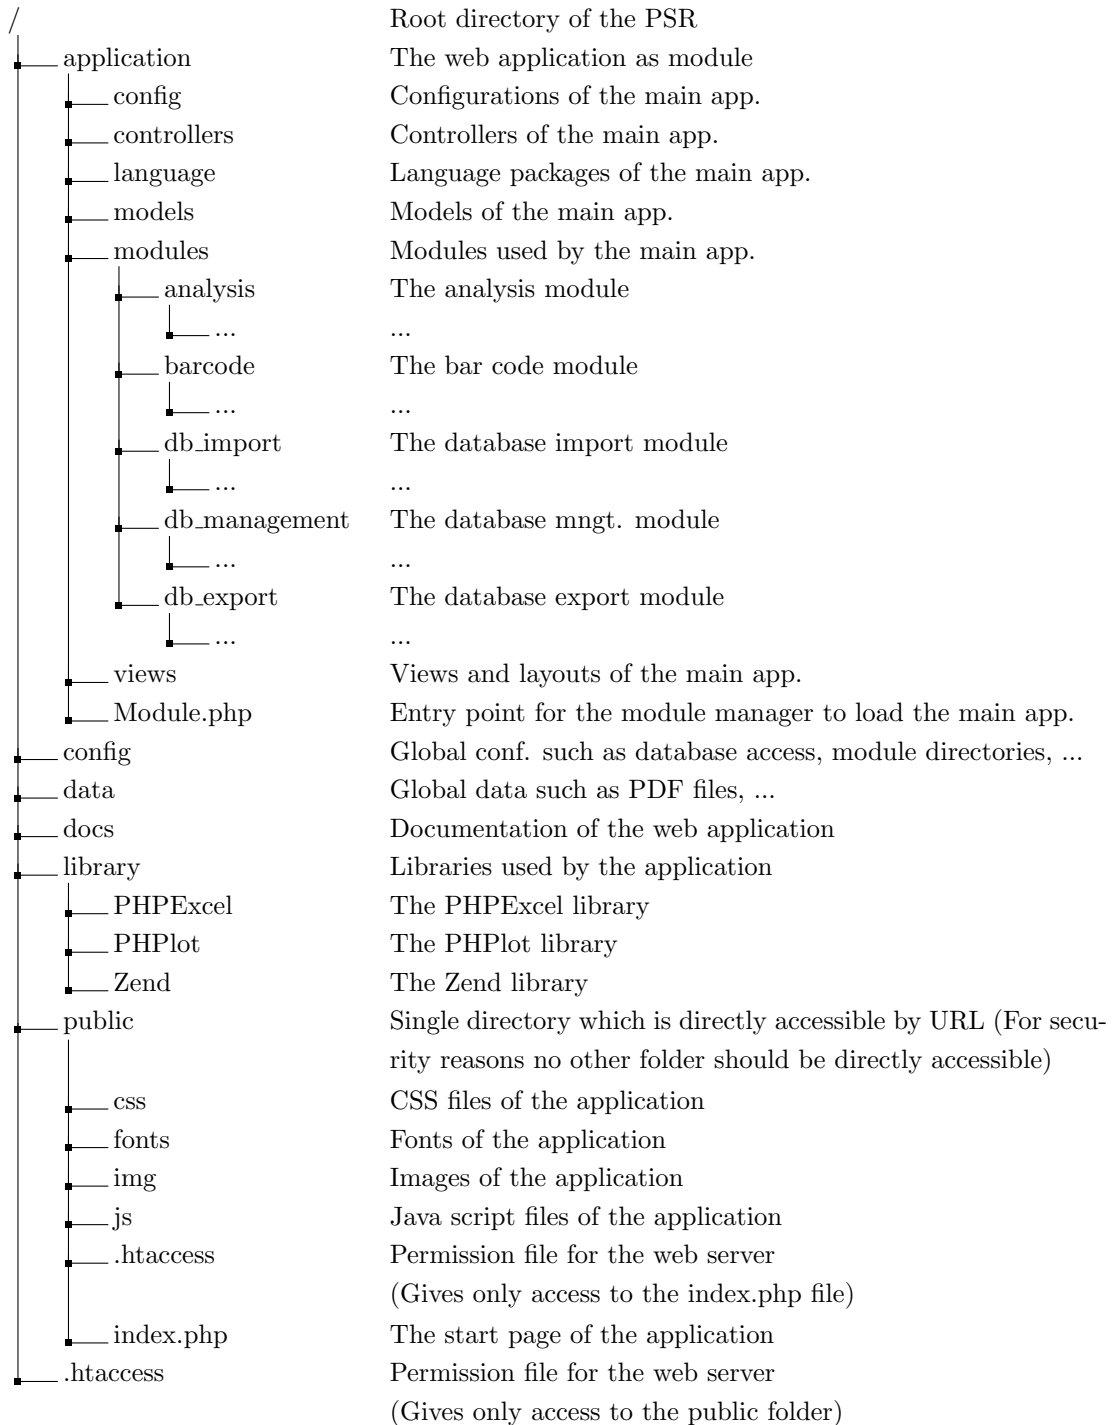 / Root directory of the PSR
application The web application as module
config Configurations of the main app.
controllers Controllers of the main app.
language Language packages of the main app.
models Models of the main app.
modules Modules used by the main app.
analysis The analysis module
... ...
barcode The bar code module
... ...
db_import The database import module
... ...
db_management The database mngt. module
... ...
db_export The database export module
... ...
views Views and layouts of the main app.
Module.php Entry point for the module manager to load the main app.
config Global conf. such as database access, module directories, ...
data Global data such as PDF files, ...
docs Documentation of the web application
library Libraries used by the application
PHPExcel The PHPExcel library
PHPlot The PHPlot library
Zend The Zend library
public Single directory which is directly accessible by URL (For secu-
rity reasons no other folder should be directly accessible)
css CSS files of the application
fonts Fonts of the application
img Images of the application
js Java script files of the application
.htaccess Permission file for the web server
(Gives only access to the index.php file)
index.php The start page of the application
.htaccess Permission file for the web server
(Gives only access to the public folder)